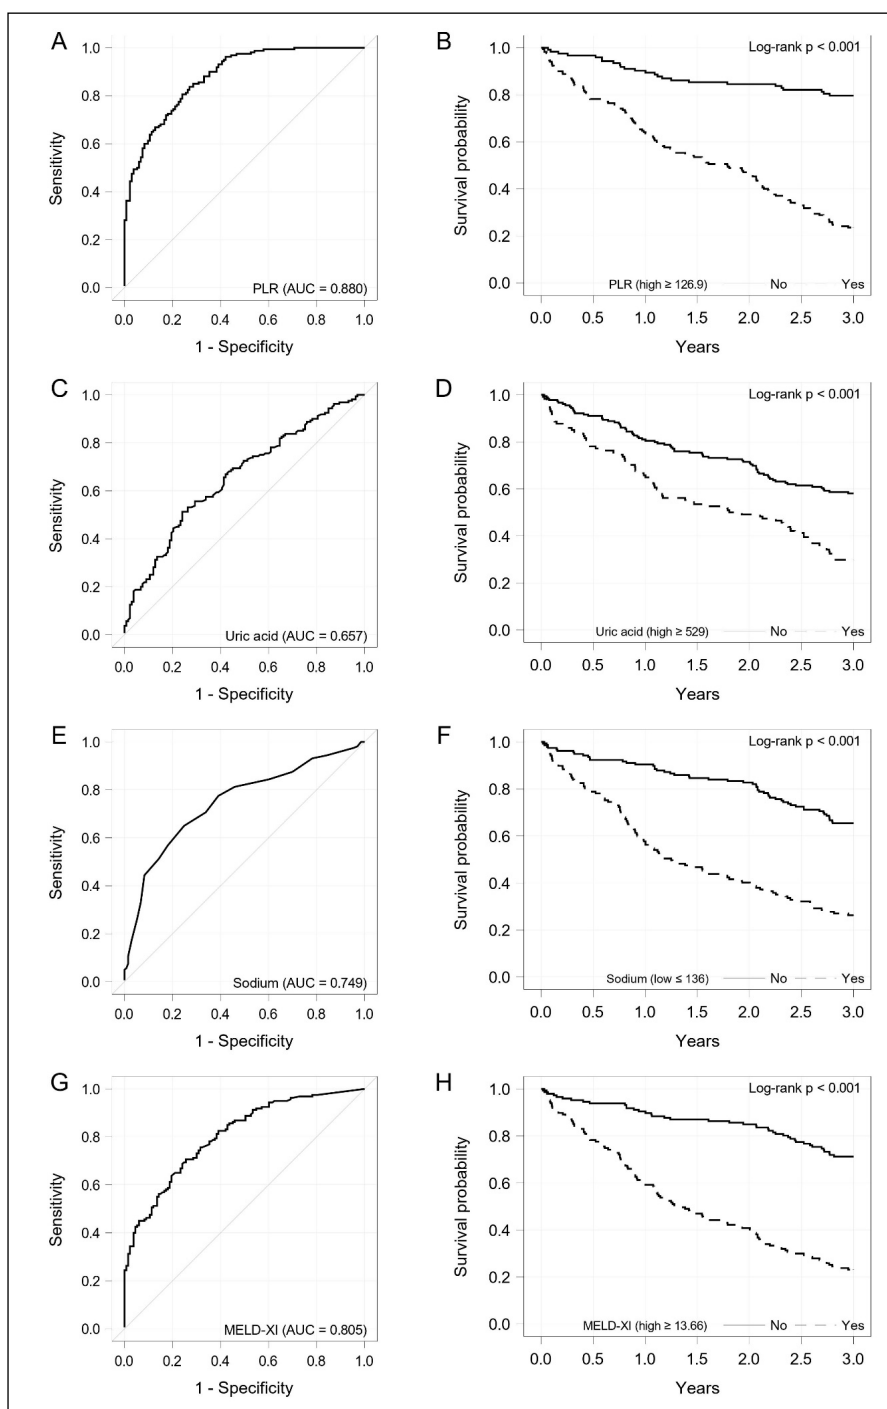 A
1.0
0.8
0.6
0.4
0.2
0.0
Sensitivity
PLR (AUC = 0.880)
0.0 0.2 0.4 0.6 0.8 1.0
1 - Specificity
B
Log-rank p < 0.001
1.0
0.8
0.6
0.4
0.2
0.0
Survival probability
PLR (high ≥ 126.9) No Yes
0.0 0.5 1.0 1.5 2.0 2.5 3.0
Years
C
1.0
0.8
0.6
0.4
0.2
0.0
Sensitivity
Uric acid (AUC = 0.657)
0.0 0.2 0.4 0.6 0.8 1.0
1 - Specificity
D
Log-rank p < 0.001
1.0
0.8
0.6
0.4
0.2
0.0
Survival probability
Uric acid (high ≥ 529) No Yes
0.0 0.5 1.0 1.5 2.0 2.5 3.0
Years
E
1.0
0.8
0.6
0.4
0.2
0.0
Sensitivity
Sodium (AUC = 0.749)
0.0 0.2 0.4 0.6 0.8 1.0
1 - Specificity
F
Log-rank p < 0.001
1.0
0.8
0.6
0.4
0.2
0.0
Survival probability
Sodium (low ≤ 136) No Yes
0.0 0.5 1.0 1.5 2.0 2.5 3.0
Years
G
1.0
0.8
0.6
0.4
0.2
0.0
Sensitivity
MELD-XI (AUC = 0.805)
0.0 0.2 0.4 0.6 0.8 1.0
1 - Specificity
H
Log-rank p < 0.001
1.0
0.8
0.6
0.4
0.2
0.0
Survival probability
MELD-XI (high ≥ 13.66) No Yes
0.0 0.5 1.0 1.5 2.0 2.5 3.0
Years